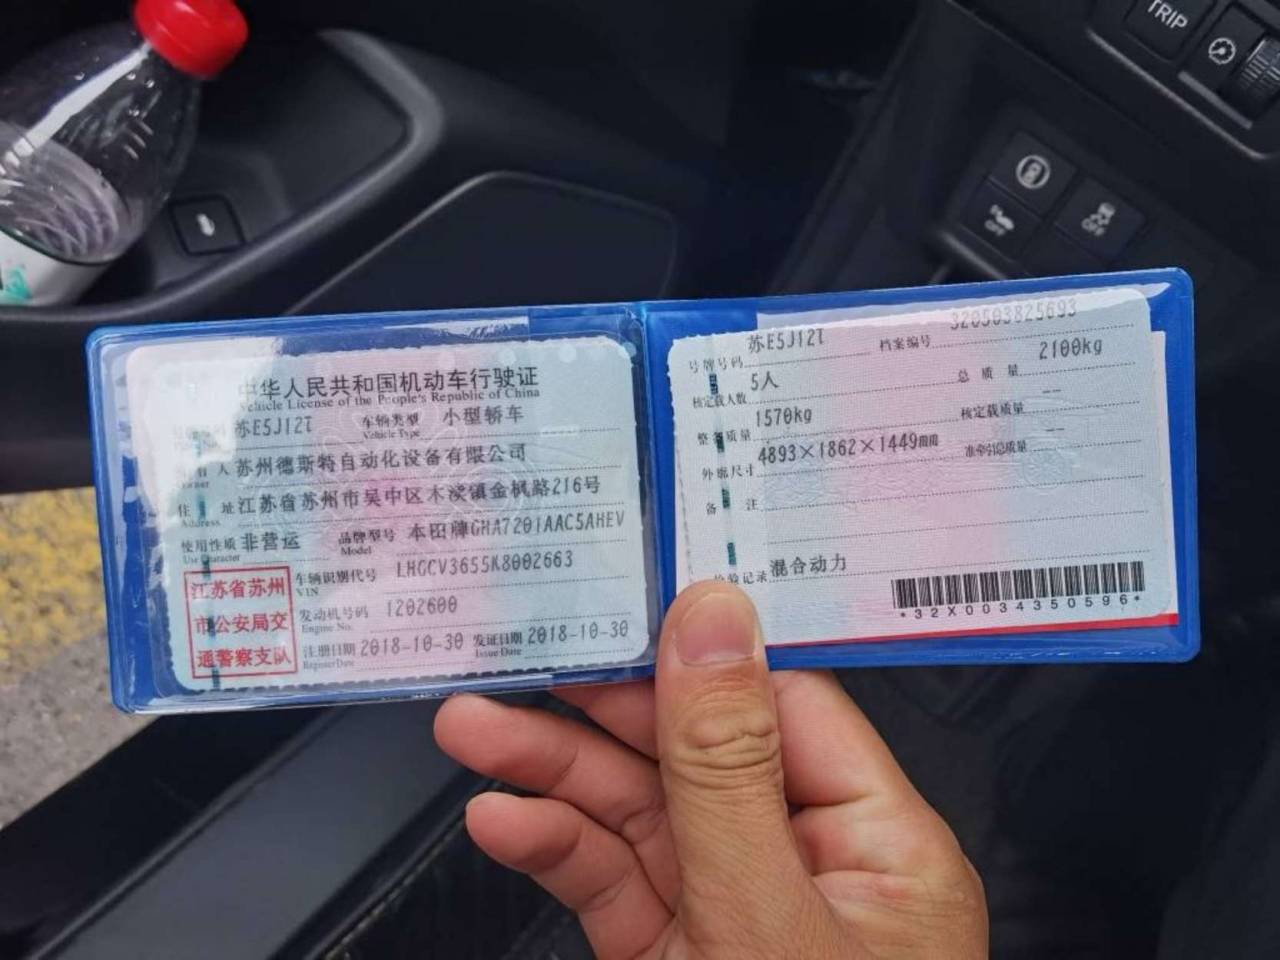 中华人民共和国机动车行驶证
Vehicle License of the People's Republic of China
苏E5J12T 车辆类型 小型轿车
Vehicle Type
人 苏州德斯特自动化设备有限公司
Owner
住 址 江苏省苏州市吴中区木渎镇金枫路216号
Address
使用性质 非营运 品牌型号 本田牌GHA7201AAC5AHEV
Use Character Model
江苏省苏州
市公安局交
通警察支队
车辆识别代号 LHGCV3655K8002663
VIN
发动机号码 1202600
Engine No.
注册日期 2018-10-30 发证日期 2018-10-30
Register Date Issue Date
号牌号码 苏E5J12T 档案编号 320503825693
核定载人数 5人 总质量 2100kg
整备质量 1570kg 核定载质量 --
外廓尺寸 4893×1862×1449mm 准牵引总质量 --
备 注
检验记录 混合动力
*32X0034350596*
TRIP
OFF
OFF